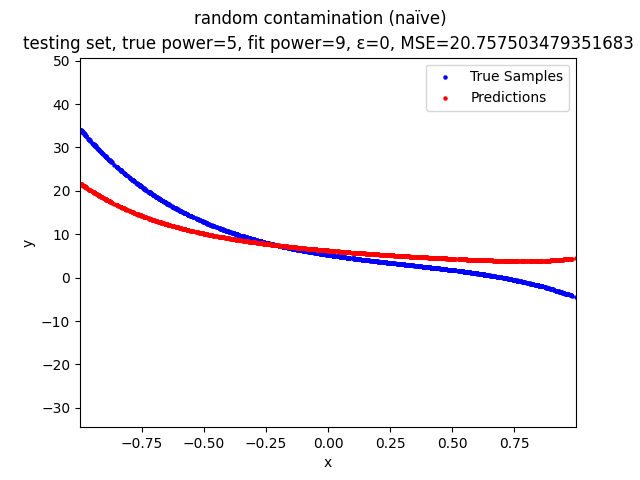 random contamination (naïve)
testing set, true power=5, fit power=9, ε=0, MSE=20.757503479351683
True Samples
Predictions
50
40
30
20
10
0
−10
−20
−30
y
−0.75 −0.50 −0.25 0.00 0.25 0.50 0.75
x